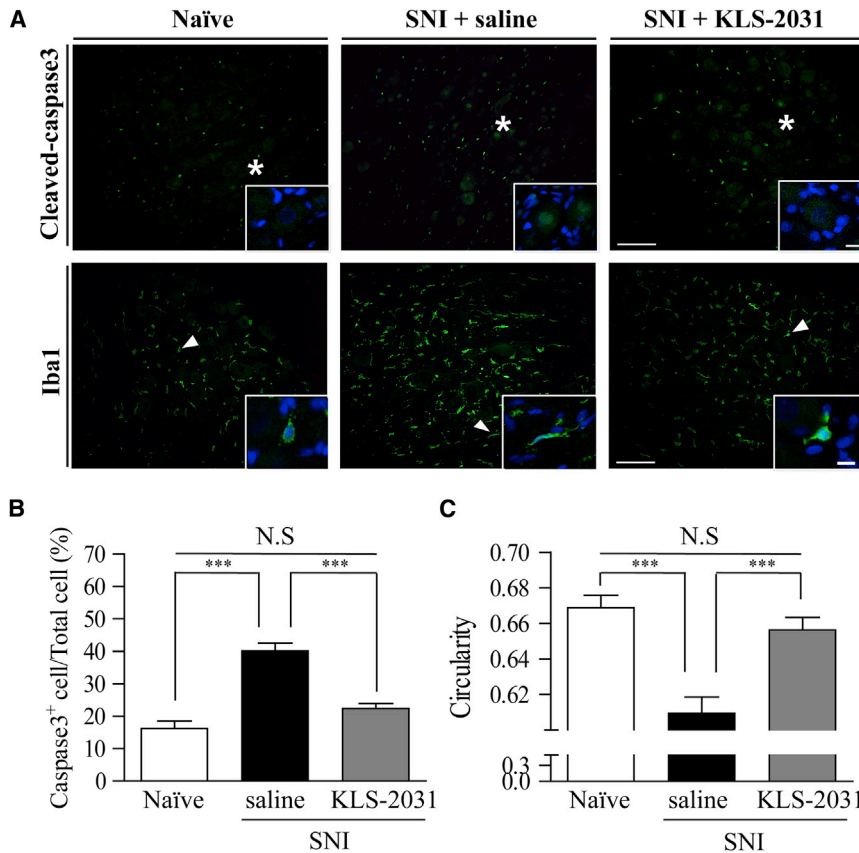 A
Naïve
SNI + saline
SNI + KLS-2031
Cleaved-caspase3
*
*
*
Iba1
B
N.S
***
***
Caspase3⁺ cell/Total cell (%)
70
60
50
40
30
20
10
0
Naïve
saline
KLS-2031
SNI
C
N.S
***
***
Circularity
0.70
0.68
0.66
0.64
0.62
0.3
0.0
Naïve
saline
KLS-2031
SNI